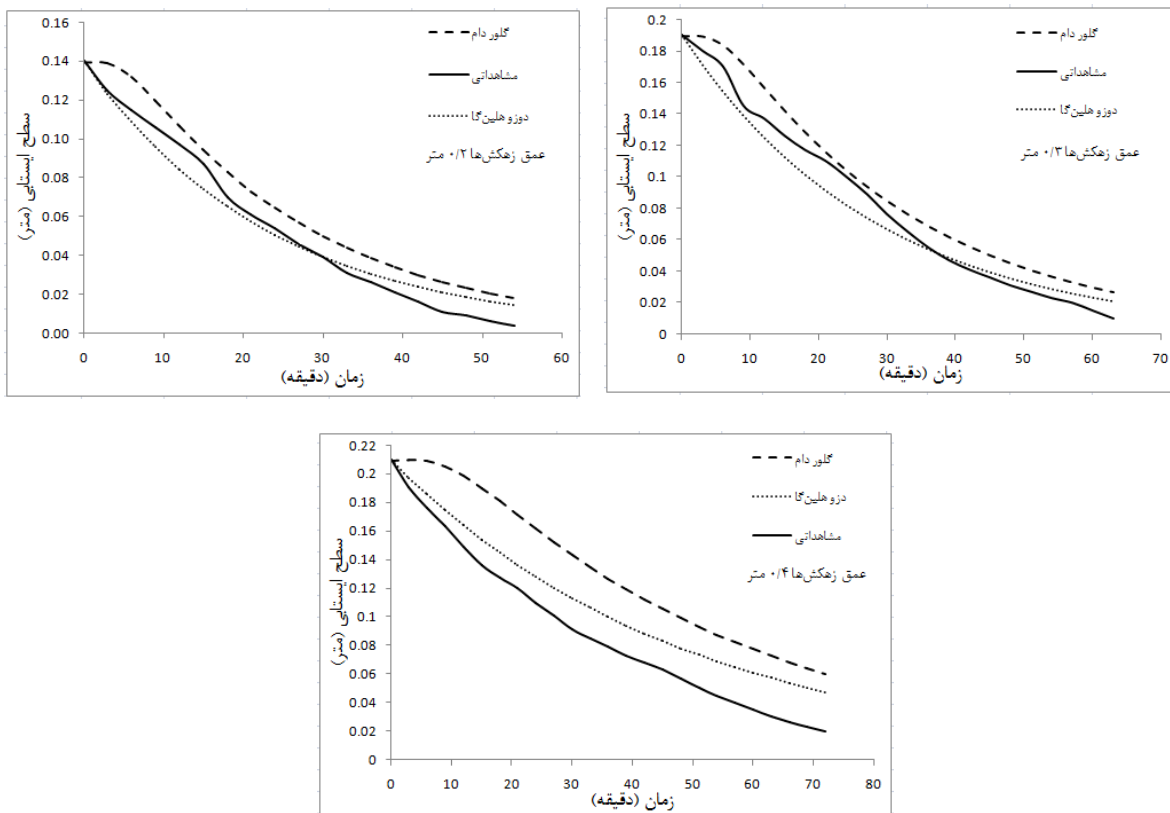 0.16
0.14
0.12
0.10
0.08
0.06
0.04
0.02
0.00
سطح ایستابی (متر)
گلور دام
مشاهداتی
دوزو هلین‌گا
عمق زهکش‌ها ۰/۲ متر
0 10 20 30 40 50 60
زمان (دقیقه)
0.2
0.18
0.16
0.14
0.12
0.1
0.08
0.06
0.04
0.02
0
سطح ایستابی (متر)
گلور دام
مشاهداتی
دوزو هلین‌گا
عمق زهکش‌ها ۰/۳ متر
0 10 20 30 40 50 60 70
زمان (دقیقه)
0.22
0.2
0.18
0.16
0.14
0.12
0.1
0.08
0.06
0.04
0.02
0
سطح ایستابی (متر)
گلور دام
دزو هلین‌گا
مشاهداتی
عمق زهکش‌ها ۰/۴ متر
0 10 20 30 40 50 60 70 80
زمان (دقیقه)